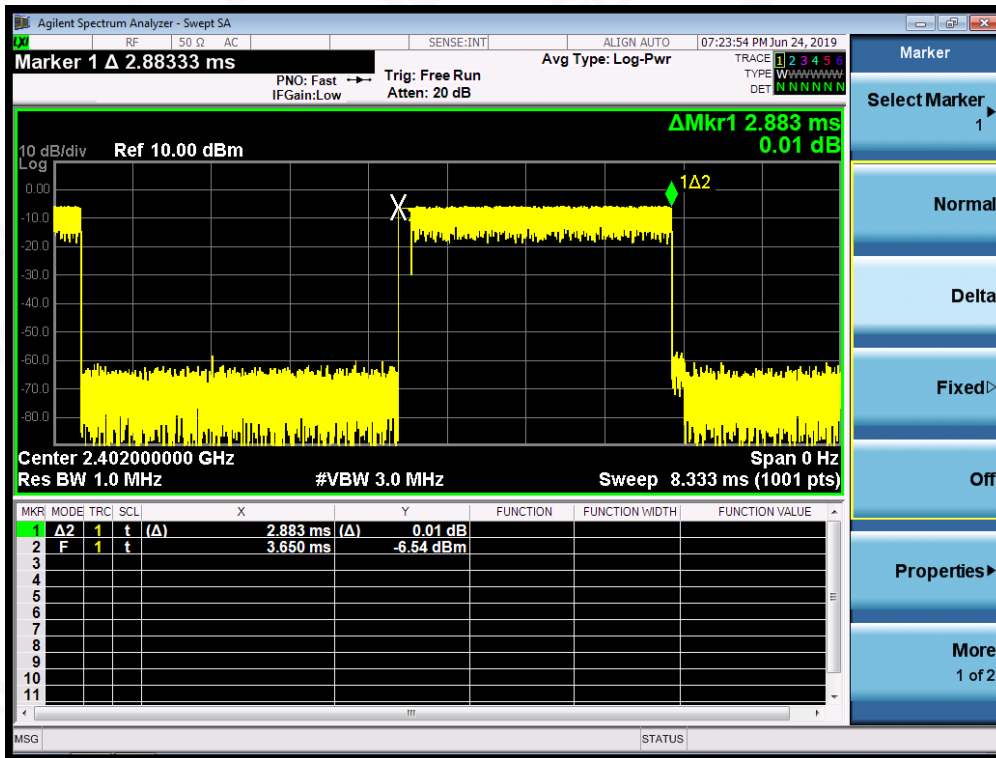 Agilent Spectrum Analyzer - Swept SA
LXI RF 50 Ω AC SENSE:INT ALIGN AUTO 07:23:54 PM Jun 24, 2019
Marker 1 Δ 2.88333 ms
PNO: Fast Trig: Free Run
IFGain:Low Atten: 20 dB
Avg Type: Log-Pwr
TRACE 1 2 3 4 5 6
TYPE WWWWWWW
DET N N N N N N
ΔMkr1 2.883 ms
0.01 dB
10 dB/div Ref 10.00 dBm
Log
0.00
-10.0
-20.0
-30.0
-40.0
-50.0
-60.0
-70.0
-80.0
X
1Δ2
Center 2.402000000 GHz Span 0 Hz
Res BW 1.0 MHz #VBW 3.0 MHz Sweep 8.333 ms (1001 pts)
MKR MODE TRC SCL X Y FUNCTION FUNCTION WIDTH FUNCTION VALUE
1 Δ2 1 t (Δ) 2.883 ms (Δ) 0.01 dB
2 F 1 t 3.650 ms -6.54 dBm
3
4
5
6
7
8
9
10
11
MSG STATUS
Marker
Select Marker
1
Normal
Delta
Fixed
Off
Properties
More
1 of 2